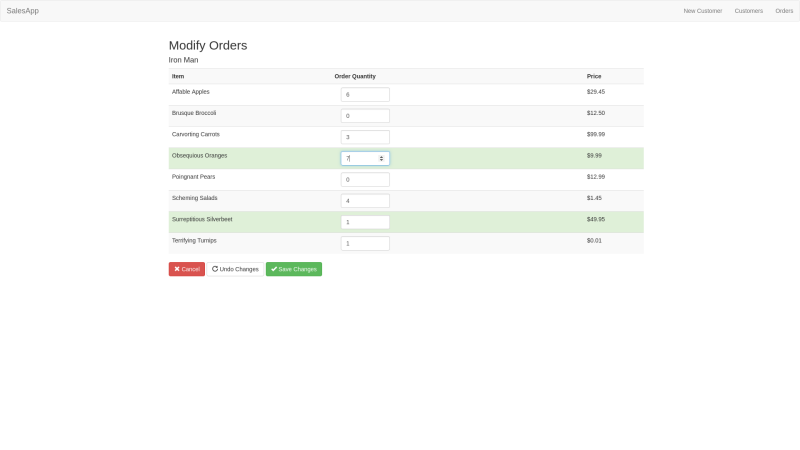 SalesApp New Customer Customers Orders
Modify Orders
Iron Man
Item Order Quantity Price
Affable Apples 6 $29.45
Brusque Broccoli 0 $12.50
Carvorting Carrots 3 $99.99
Obsequious Oranges 7 $9.99
Poingnant Pears 0 $12.99
Scheming Salads 4 $1.45
Surreptitious Silverbeet 1 $49.95
Terrifying Turnips 1 $0.01
Cancel Undo Changes Save Changes